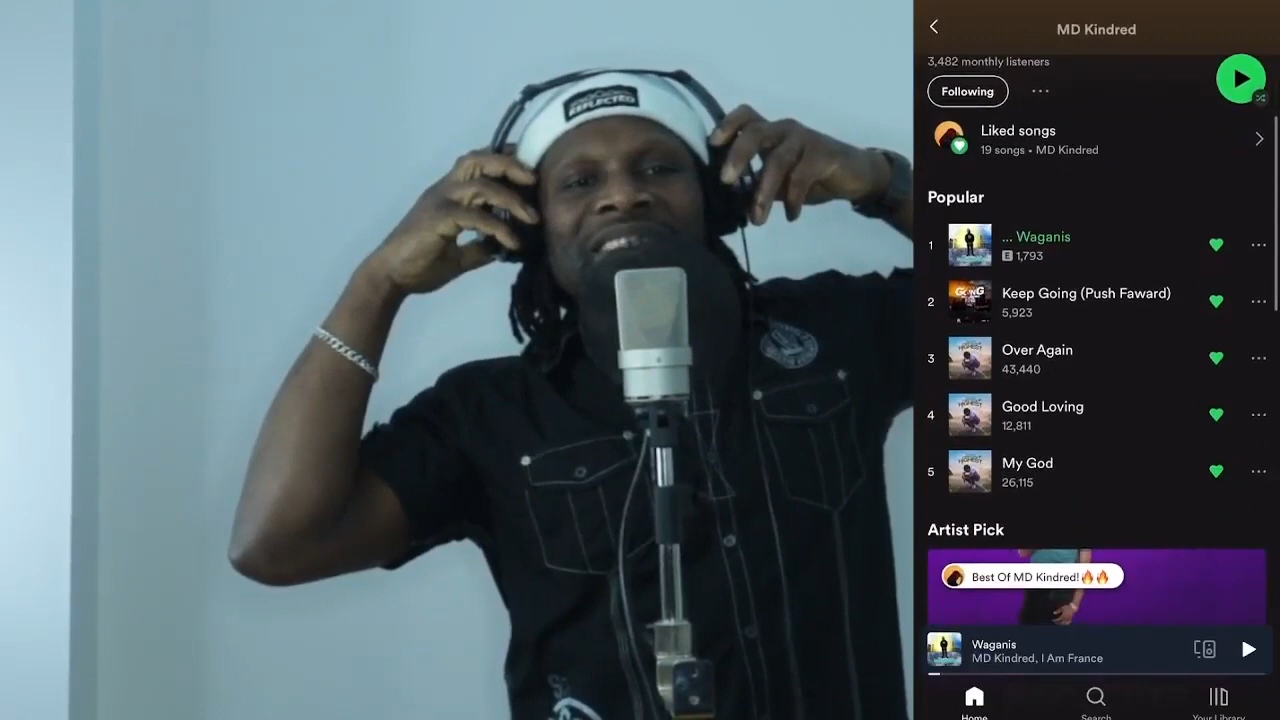 REFLECTED
MD Kindred
3,482 monthly listeners
Following
Liked songs
19 songs • MD Kindred
Popular
1
... Waganis
E 1,793
2
GOING
Keep Going (Push Faward)
5,923
3
Over Again
43,440
4
Good Loving
12,811
5
My God
26,115
Artist Pick
Best Of MD Kindred!🔥🔥
Waganis
MD Kindred, I Am France
Home
Search
Your Library